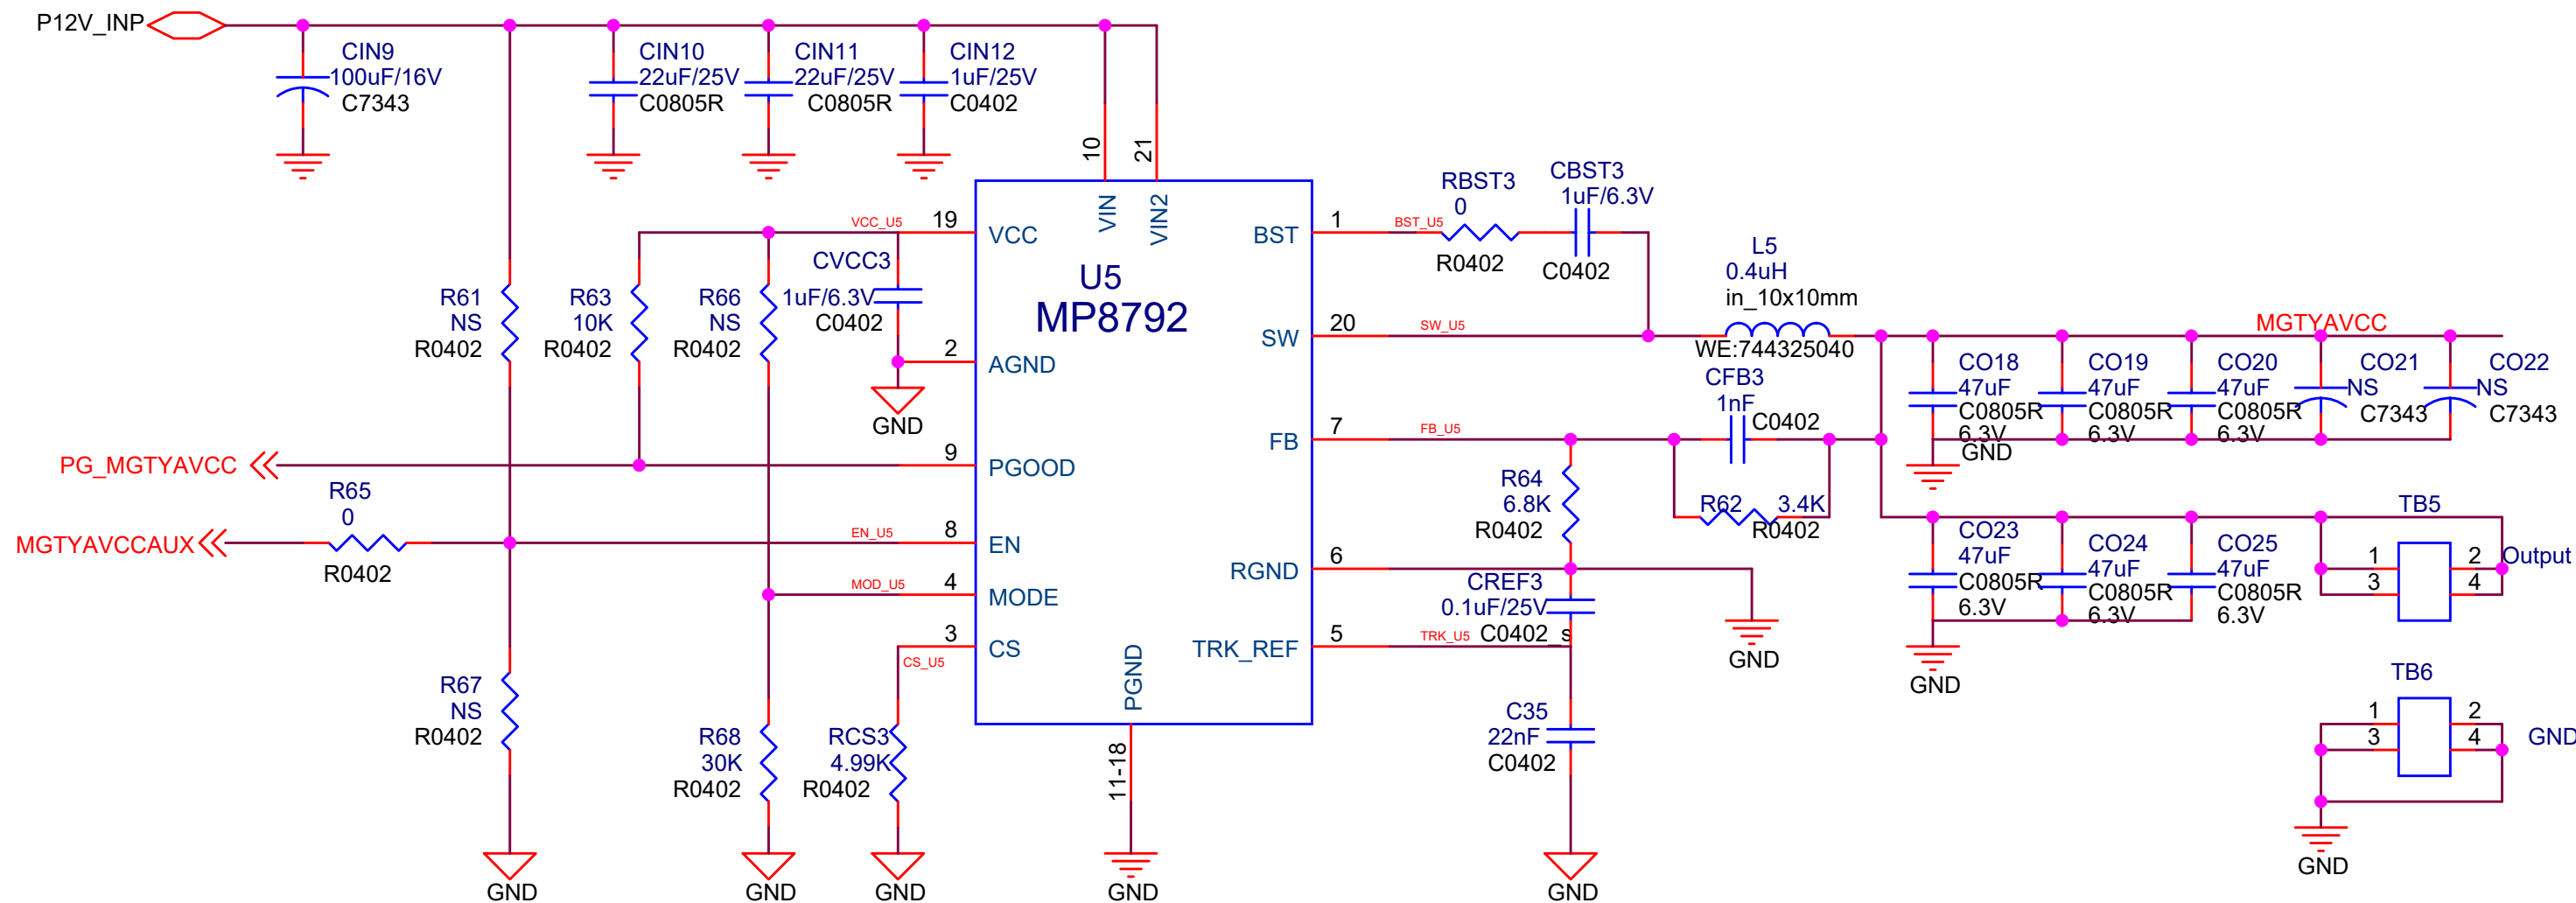 P12V_INP
CIN9
100uF/16V
C7343
CIN10
22uF/25V
C0805R
CIN11
22uF/25V
C0805R
CIN12
1uF/25V
C0402
10
21
VIN
VIN2
VCC_U5
19
VCC
CVCC3
1uF/6.3V
C0402
R61
NS
R0402
R63
10K
R0402
R66
NS
R0402
2
AGND
GND
U5
MP8792
PG_MGTYAVCC
9
PGOOD
R65
0
R0402
MGTYAVCCAUX
EN_U5
8
EN
MOD_U5
4
MODE
3
CS
CS_U5
R67
NS
R0402
R68
30K
R0402
RCS3
4.99K
R0402
PGND
11-18
GND
GND
GND
GND
BST
1
BST_U5
RBST3
0
R0402
CBST3
1uF/6.3V
C0402
SW
20
SW_U5
L5
0.4uH
in_10x10mm
WE:744325040
CFB3
1nF
C0402
FB
7
FB_U5
R64
6.8K
R0402
R62
3.4K
R0402
RGND
6
CREF3
0.1uF/25V
C0402_s
TRK_REF
5
TRK_U5
GND
C35
22nF
C0402
GND
MGTYAVCC
CO18
47uF
C0805R
6.3V
GND
CO19
47uF
C0805R
6.3V
CO20
47uF
C0805R
6.3V
CO21
NS
C7343
CO22
NS
C7343
CO23
47uF
C0805R
6.3V
GND
CO24
47uF
C0805R
6.3V
CO25
47uF
C0805R
6.3V
TB5
1
2
3
4
Output
TB6
1
2
3
4
GND
GND